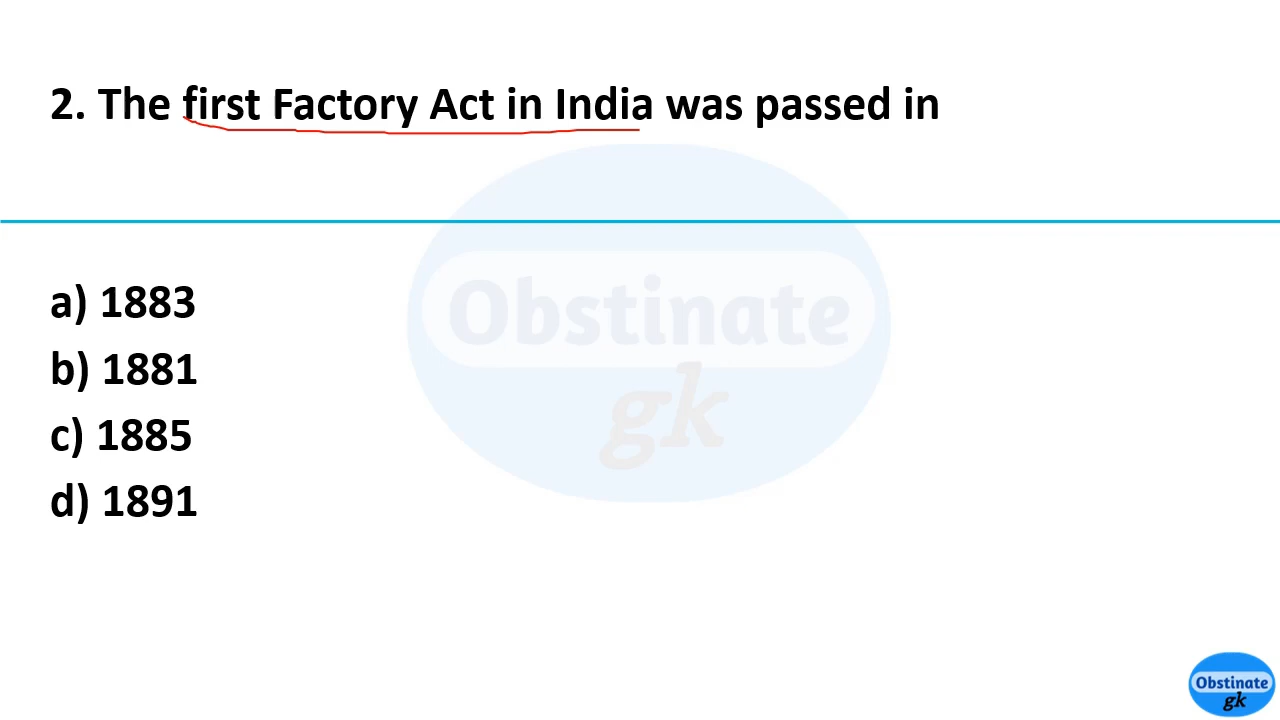 2. The first Factory Act in India was passed in
Obstinate
gk
a) 1883
b) 1881
c) 1885
d) 1891
Obstinate
gk